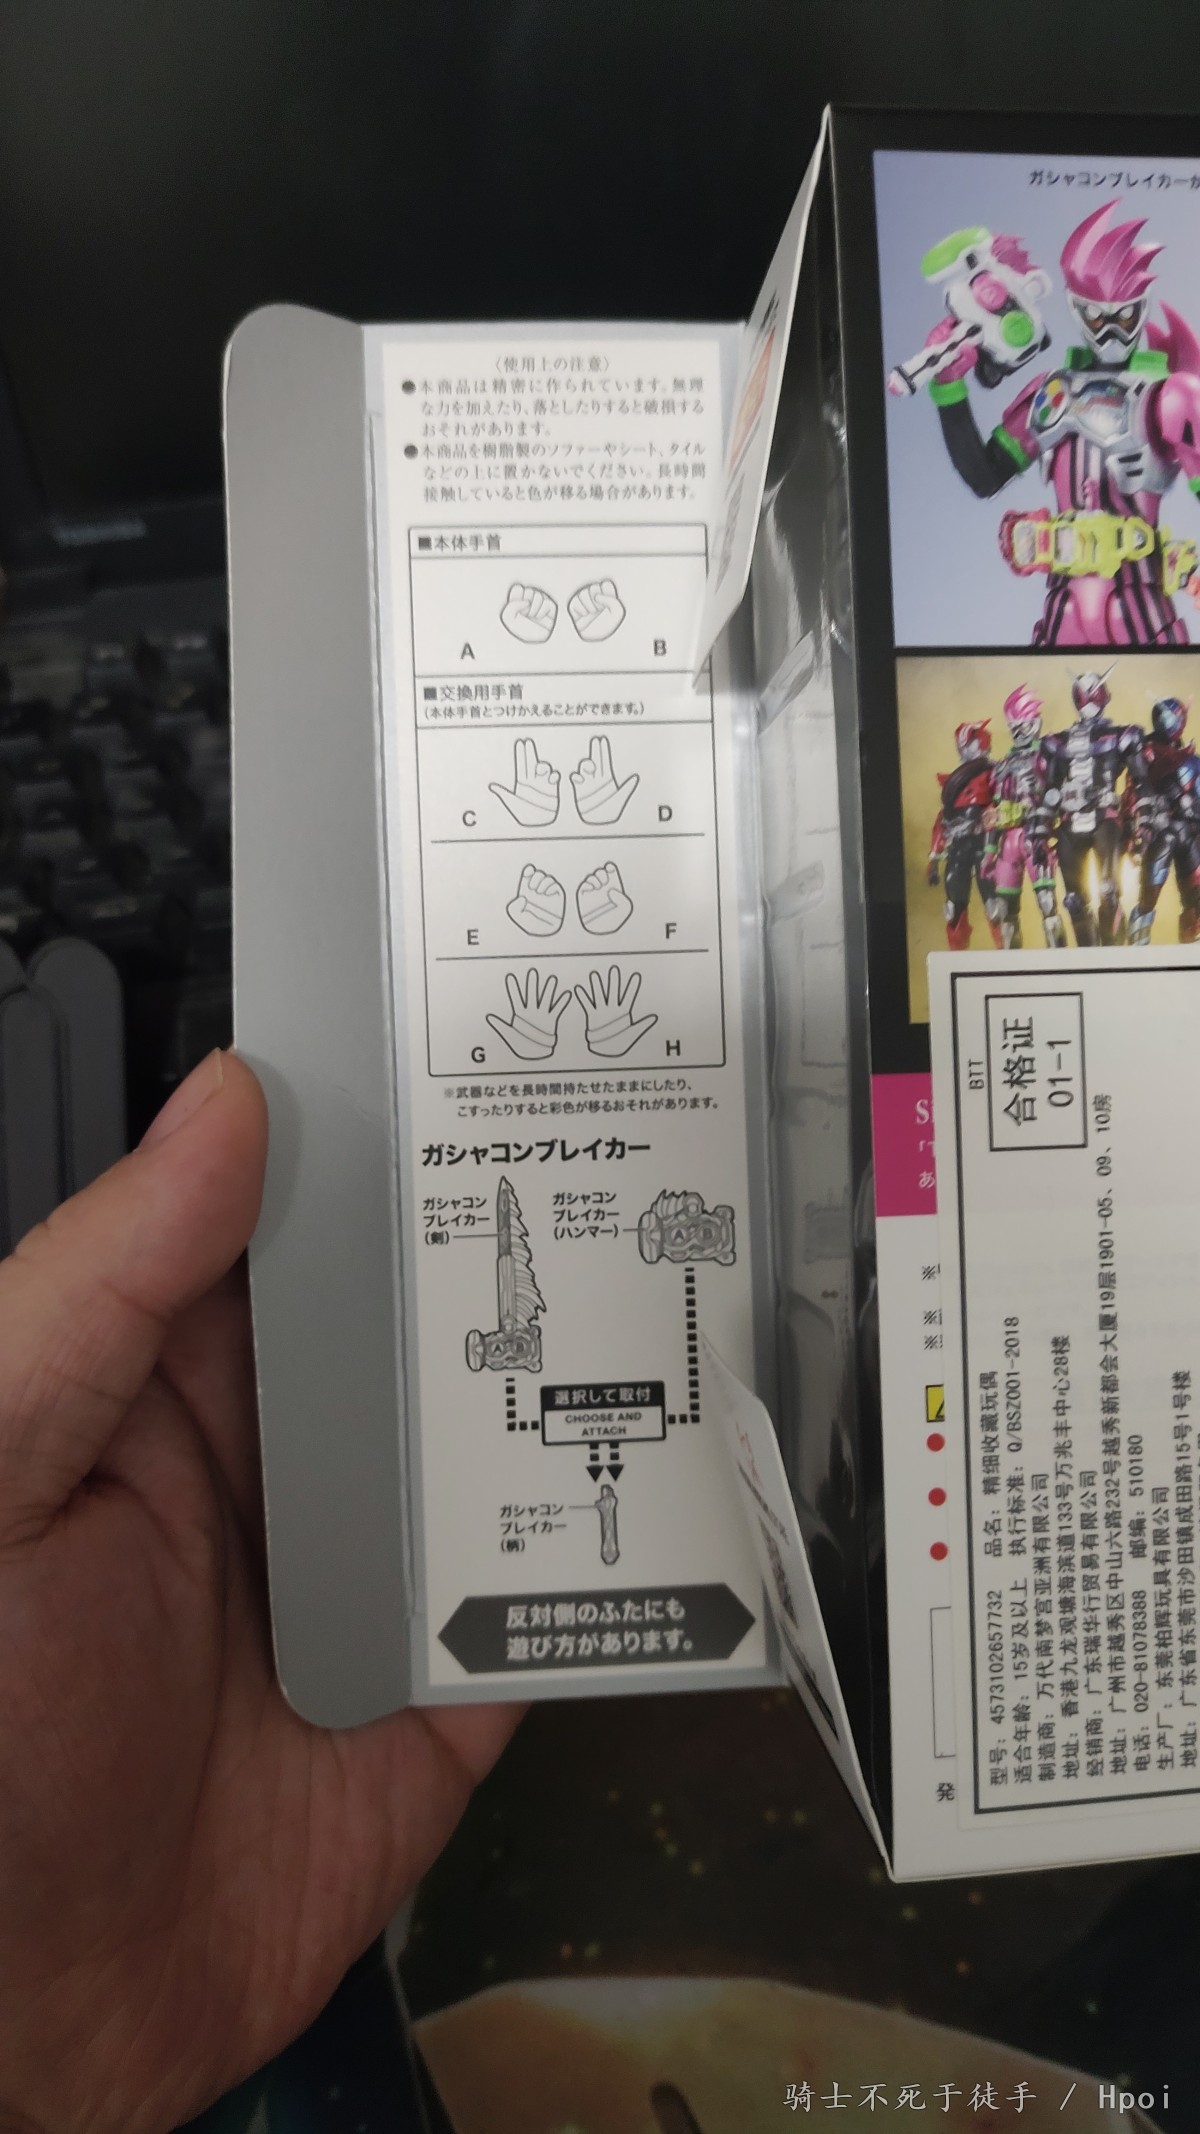 〈使用上の注意〉
●本商品は精密に作られています。無理
な力を加えたり、落としたりすると破損する
おそれがあります。
●本商品を樹脂製のソファーやシート、タイル
などの上に置かないでください。長時間
接触していると色が移る場合があります。
■本体手首
A
B
■交換用手首
(本体手首とつけかえることができます。)
C
D
E
F
G
H
※武器などを長時間持たせたままにしたり、
こすったりすると彩色が移るおそれがあります。
ガシャコンブレイカー
ガシャコン
ブレイカー
(剣)
ガシャコン
ブレイカー
(ハンマー)
A B
A B
選択して取付
CHOOSE AND
ATTACH
ガシャコン
ブレイカー
(柄)
反対側のふたにも
遊び方があります。
ガシャコンブレイカーか
BTT
合格证
01-1
型号: 4573102657732 品名: 精细收藏玩偶
适合年龄: 15岁及以上 执行标准: Q/BSZ001-2018
制造商: 万代南梦宫亚洲有限公司
地址: 香港九龙观塘海滨道133号万兆丰中心28楼
经销商: 广东瑞华行贸易有限公司
地址: 广州市越秀区中山六路232号越秀新都会大厦19层1901-05、09、10房
电话: 020-81078388 邮编: 510180
生产厂: 东莞柏辉玩具有限公司
地址: 广东省东莞市沙田镇成田路15号1号楼
発
骑士不死于徒手 / Hpoi